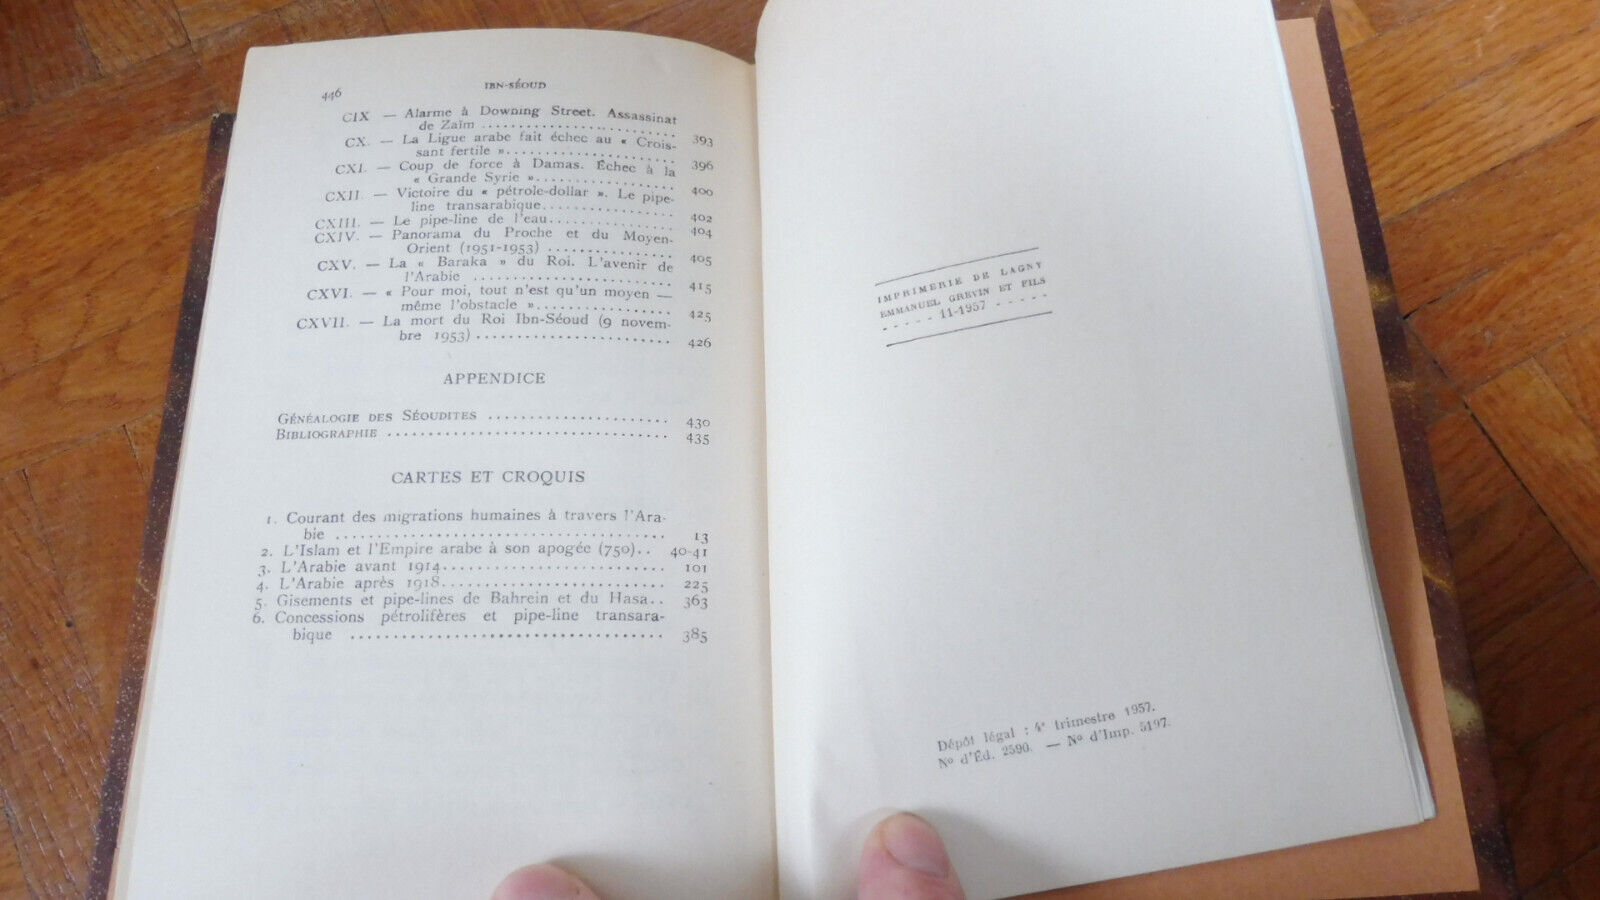 446
IBN-SÉOUD
CIX — Alarme à Downing Street. Assassinat
de Zaïm . . . . . . . . . . . . . . . . . . . . . . . . 393
CX. — La Ligue arabe fait échec au « Crois-
sant fertile ». . . . . . . . . . . . . . . . . . . . . 396
CXI. — Coup de force à Damas. Échec à la
« Grande Syrie ». . . . . . . . . . . . . . . . . . 400
CXII. — Victoire du « pétrole-dollar ». Le pipe-
line transarabique. . . . . . . . . . . . . . . . . 402
CXIII. — Le pipe-line de l'eau. . . . . . . . . . . . . . . 404
CXIV. — Panorama du Proche et du Moyen-
Orient (1951-1953) . . . . . . . . . . . . . . . . 405
CXV. — La « Baraka » du Roi. L'avenir de
l'Arabie . . . . . . . . . . . . . . . . . . . . . . . . 415
CXVI. — « Pour moi, tout n'est qu'un moyen —
même l'obstacle ». . . . . . . . . . . . . . . . . 425
CXVII. — La mort du Roi Ibn-Séoud (9 novem-
bre 1953) . . . . . . . . . . . . . . . . . . . . . . . 426
APPENDICE
GÉNÉALOGIE DES SÉOUDITES . . . . . . . . . . . . . . . . . . 430
BIBLIOGRAPHIE . . . . . . . . . . . . . . . . . . . . . . . . . . . . 435
CARTES ET CROQUIS
1. Courant des migrations humaines à travers l'Ara-
bie . . . . . . . . . . . . . . . . . . . . . . . . . . . . . . . 13
2. L'Islam et l'Empire arabe à son apogée (750). . 40-41
3. L'Arabie avant 1914. . . . . . . . . . . . . . . . . . . . . . 101
4. L'Arabie après 1918. . . . . . . . . . . . . . . . . . . . . . 225
5. Gisements et pipe-lines de Bahrein et du Hasa. . 363
6. Concessions pétrolifères et pipe-line transara-
bique . . . . . . . . . . . . . . . . . . . . . . . . . . . . . . 385
IMPRIMERIE DE LAGNY
EMMANUEL GREVIN ET FILS
- - - - - 11-1957 - - - - -
Dépôt légal : 4e trimestre 1957.
No d'Éd. 2590. — No d'Imp. 5197.